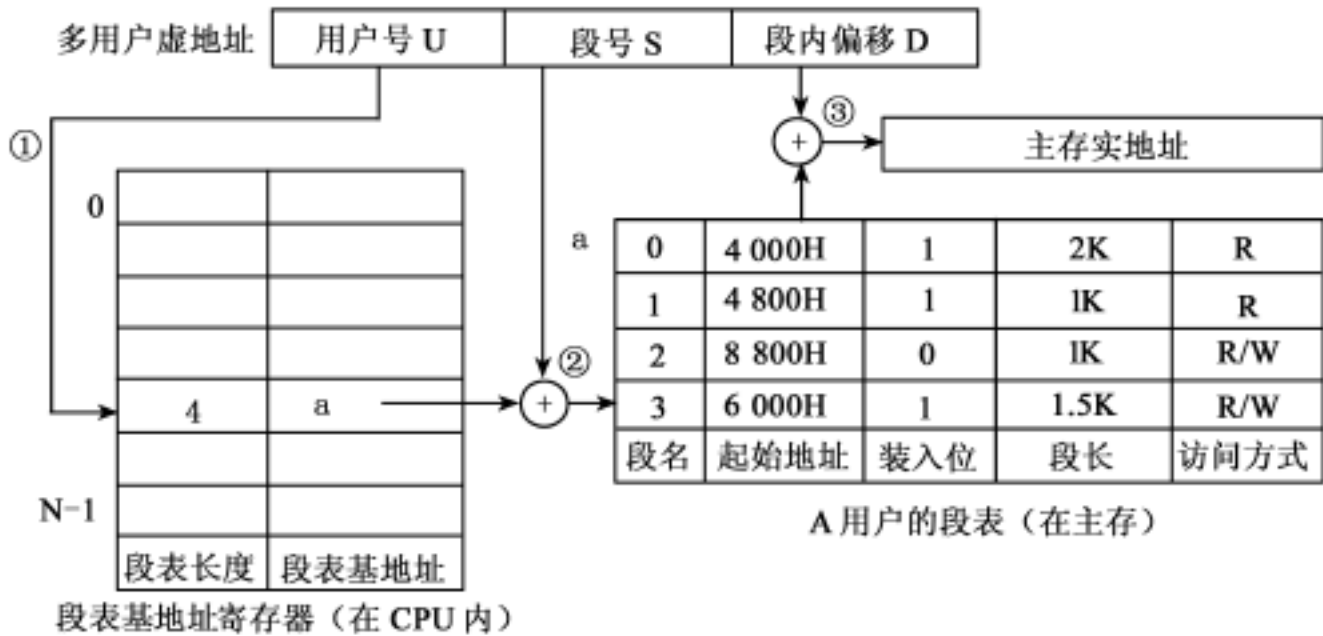 多用户虚地址 用户号 U 段号 S 段内偏移 D
① ③
+ 主存实地址
0
a 0 4 000H 1 2K R
1 4 800H 1 1K R
② 2 8 800H 0 1K R/W
4 a + 3 6 000H 1 1.5K R/W
段名 起始地址 装入位 段长 访问方式
N-1
A 用户的段表（在主存）
段表长度 段表基地址
段表基地址寄存器（在 CPU 内）